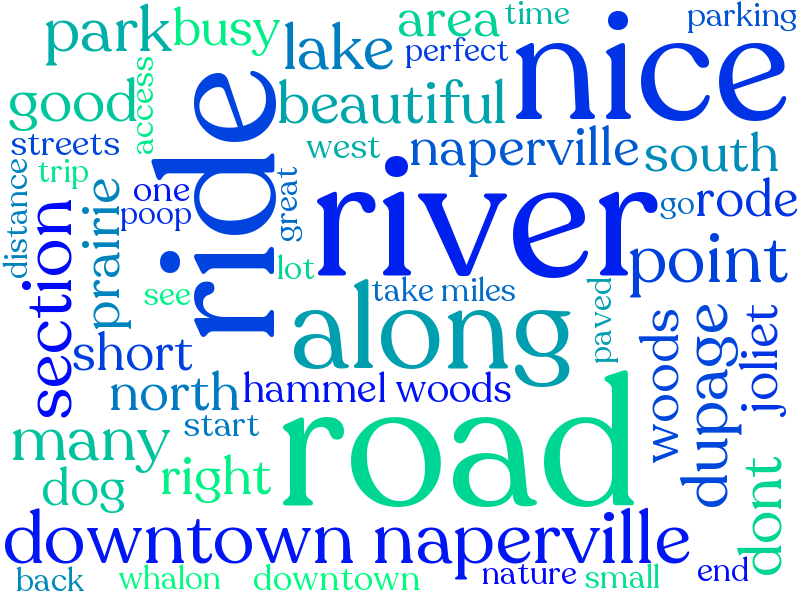 park
busy
area
time
parking
lake
perfect
nice
good
access
ride
beautiful
streets
west
naperville
south
trip
distance
prairie
one
poop
great
river
go
rode
section
see
lot
point
take miles
paved
along
short
woods
dupage
joliet
north
hammel woods
many
start
road
dog
right
dont
downtown naperville
back
whalon
downtown
nature
small
end